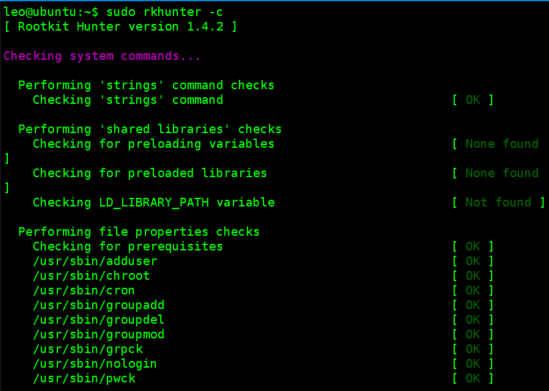 leo@ubuntu:~$ sudo rkhunter -c
[ Rootkit Hunter version 1.4.2 ]
Checking system commands...
Performing 'strings' command checks
Checking 'strings' command [ OK ]
Performing 'shared libraries' checks
Checking for preloading variables [ None found
]
Checking for preloaded libraries [ None found
]
Checking LD_LIBRARY_PATH variable [ Not found ]
Performing file properties checks
Checking for prerequisites [ OK ]
/usr/sbin/adduser [ OK ]
/usr/sbin/chroot [ OK ]
/usr/sbin/cron [ OK ]
/usr/sbin/groupadd [ OK ]
/usr/sbin/groupdel [ OK ]
/usr/sbin/groupmod [ OK ]
/usr/sbin/grpck [ OK ]
/usr/sbin/nologin [ OK ]
/usr/sbin/pwck [ OK ]